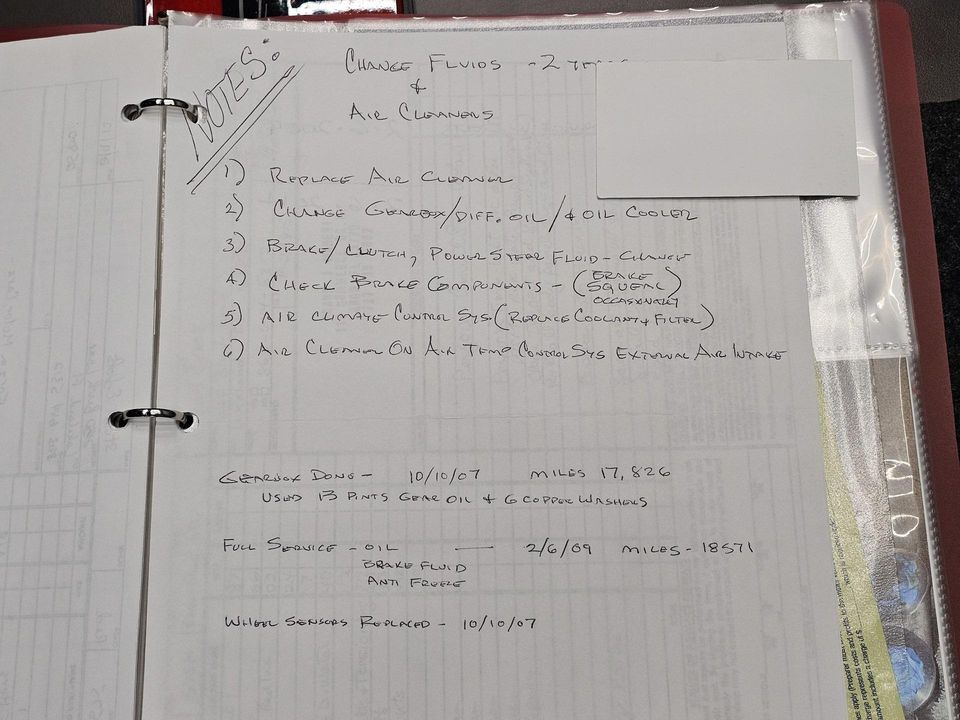 NOTES:
CHANGE FLUIDS - 2
&
AIR CLEANERS
1) REPLACE AIR CLEANER
2) CHANGE GEARBOX/DIFF. OIL/& OIL COOLER
3) BRAKE/CLUTCH, POWER STEER FLUID - CHANGE
4) CHECK BRAKE COMPONENTS - (BRAKE SQUEAL OCCASIONALLY)
5) AIR CLIMATE CONTROL SYS (REPLACE COOLANT & FILTER)
6) AIR CLEANER ON AIR TEMP CONTROL SYS EXTERNAL AIR INTAKE
GEARBOX DONE - 10/10/07 MILES 17,826
USED 13 PINTS GEAR OIL & 6 COPPER WASHERS
FULL SERVICE - OIL — 2/6/09 MILES - 18571
BRAKE FLUID
ANTI FREEZE
WHEEL SENSORS REPLACED - 10/10/07